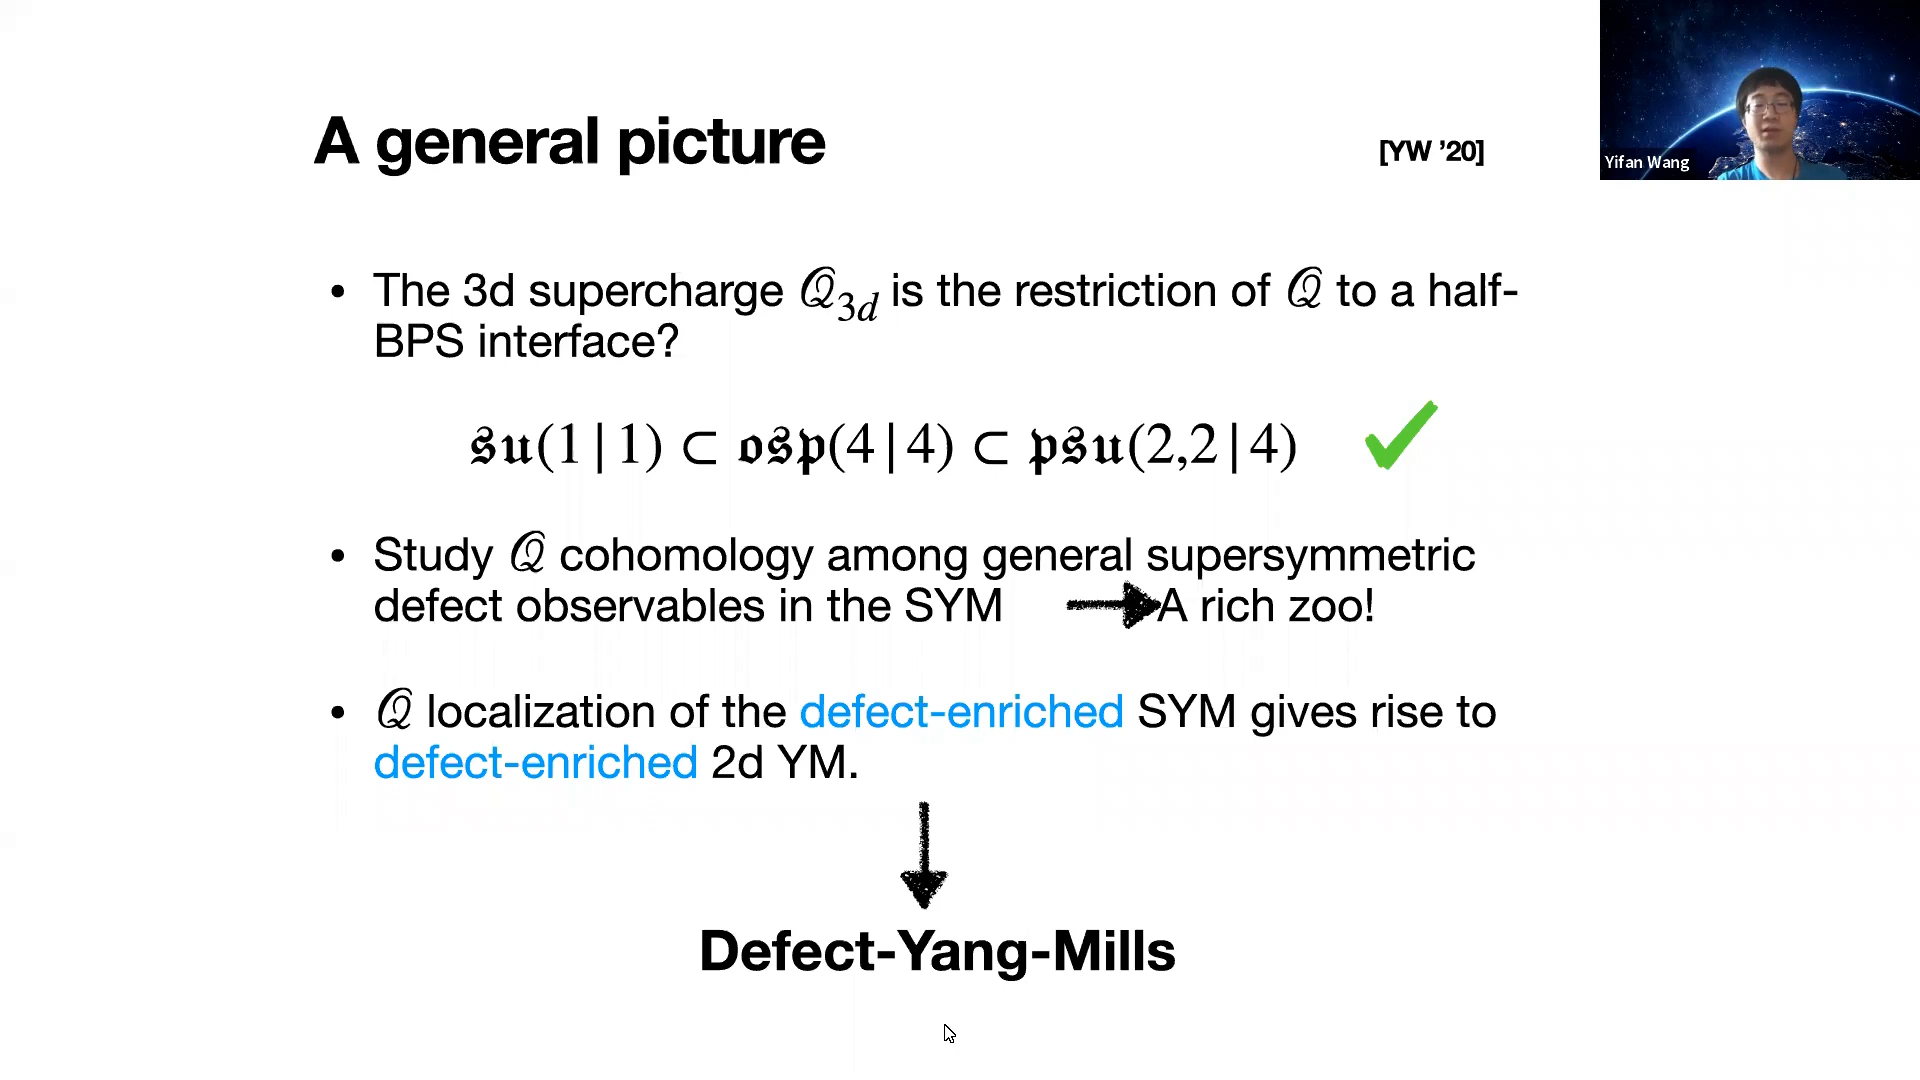 A general picture
[YW ’20]
Yifan Wang
• The 3d supercharge 𝒬₃d is the restriction of 𝒬 to a half-
BPS interface?
𝔰𝔲(1|1) ⊂ 𝔬𝔰𝔭(4|4) ⊂ 𝔭𝔰𝔲(2,2|4)
• Study 𝒬 cohomology among general supersymmetric
defect observables in the SYM → A rich zoo!
• 𝒬 localization of the defect-enriched SYM gives rise to
defect-enriched 2d YM.
Defect-Yang-Mills